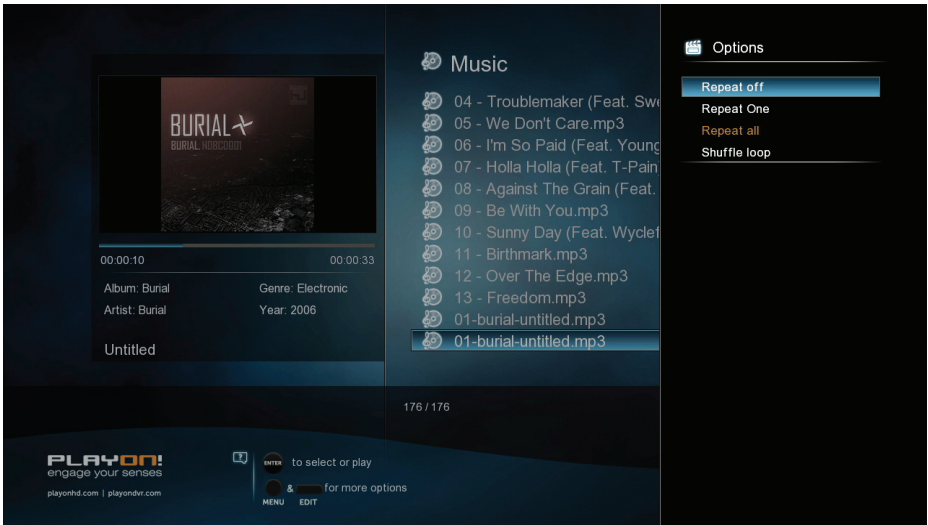 BURIAL
BURIAL HDBCD001
00:00:10
00:00:33
Album: Burial
Genre: Electronic
Artist: Burial
Year: 2006
Untitled
Music
04 - Troublemaker (Feat. Swe
05 - We Don't Care.mp3
06 - I'm So Paid (Feat. Young
07 - Holla Holla (Feat. T-Pain
08 - Against The Grain (Feat.
09 - Be With You.mp3
10 - Sunny Day (Feat. Wyclef
11 - Birthmark.mp3
12 - Over The Edge.mp3
13 - Freedom.mp3
01-burial-untitled.mp3
01-burial-untitled.mp3
176 / 176
Options
Repeat off
Repeat One
Repeat all
Shuffle loop
PLAYON!
engage your senses
playonhd.com | playondvr.com
?
ENTER to select or play
& for more options
MENU EDIT